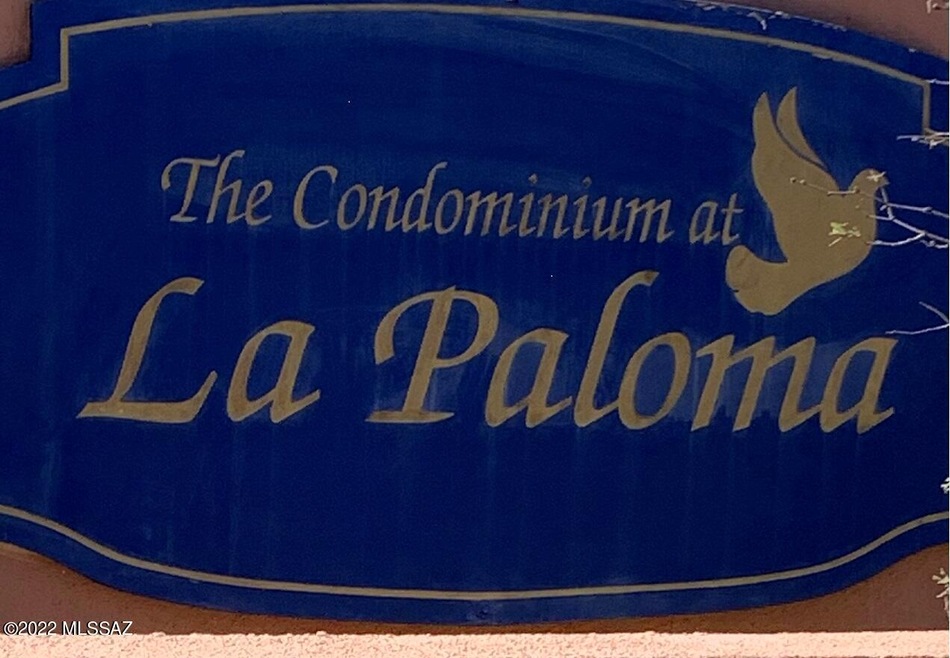 The Condominium at
La Paloma
©2022 MLSSAZ